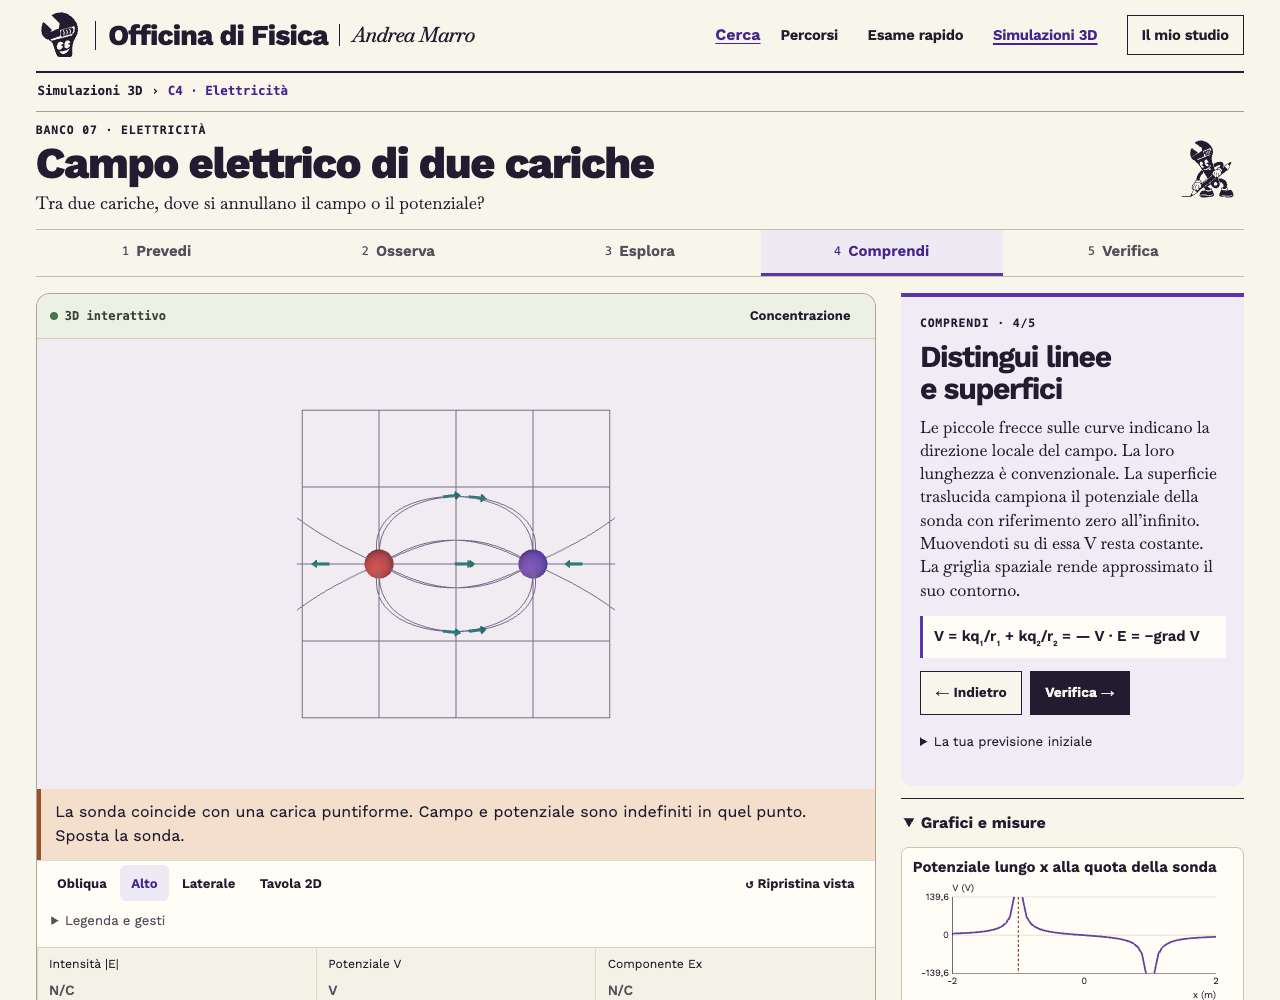 Officina di Fisica
Andrea Marro
Cerca
Percorsi
Esame rapido
Simulazioni 3D
Il mio studio
Simulazioni 3D › C4 · Elettricità
BANCO 07 · ELETTRICITÀ
Campo elettrico di due cariche
Tra due cariche, dove si annullano il campo o il potenziale?
1 Prevedi
2 Osserva
3 Esplora
4 Comprendi
5 Verifica
3D interattivo
Concentrazione
La sonda coincide con una carica puntiforme. Campo e potenziale sono indefiniti in quel punto.
Sposta la sonda.
Obliqua
Alto
Laterale
Tavola 2D
↺ Ripristina vista
▶ Legenda e gesti
Intensità |E|
N/C
Potenziale V
V
Componente Ex
N/C
COMPRENDI · 4/5
Distingui linee
e superfici
Le piccole frecce sulle curve indicano la
direzione locale del campo. La loro
lunghezza è convenzionale. La superficie
traslucida campiona il potenziale della
sonda con riferimento zero all’infinito.
Muovendoti su di essa V resta costante.
La griglia spaziale rende approssimato il
suo contorno.
V = kq₁/r₁ + kq₂/r₂ = — V · E = −grad V
← Indietro
Verifica →
▶ La tua previsione iniziale
▼ Grafici e misure
Potenziale lungo x alla quota della sonda
V (V)
139,6
0
-139,6
-2
0
2
x (m)